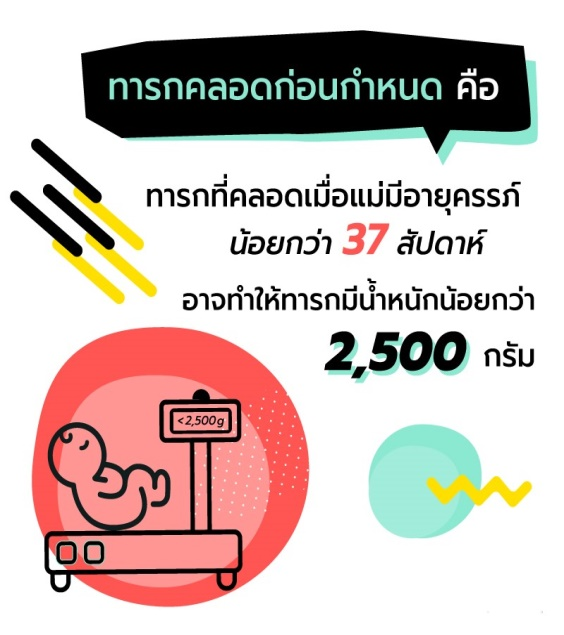 ทารกคลอดก่อนกำหนด คือ
ทารกที่คลอดเมื่อแม่มีอายุครรภ์
น้อยกว่า 37 สัปดาห์
อาจทำให้ทารกมีน้ำหนักน้อยกว่า
2,500 กรัม
<2,500g